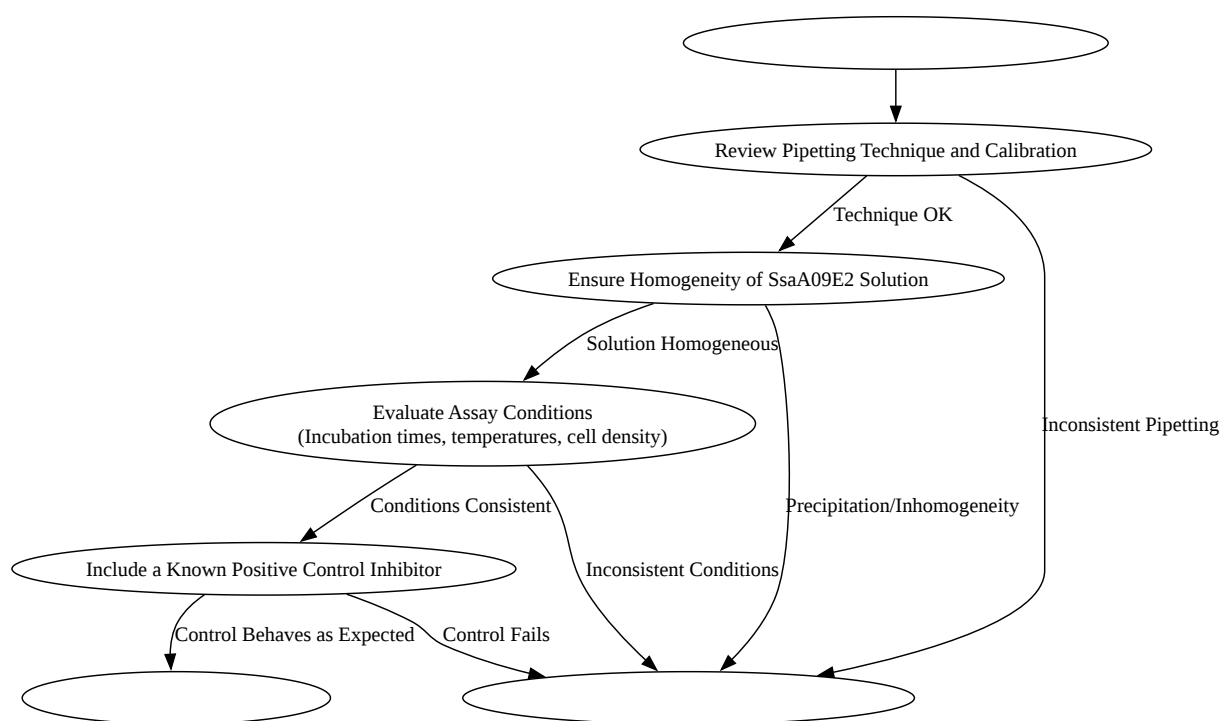 Review Pipetting Technique and Calibration
Technique OK
Ensure Homogeneity of SsaA09E2 Solution
Solution Homogeneous
Evaluate Assay Conditions
(Incubation times, temperatures, cell density)
Inconsistent Pipetting
Conditions Consistent
Precipitation/Inhomogeneity
Include a Known Positive Control Inhibitor
Inconsistent Conditions
Control Behaves as Expected
Control Fails